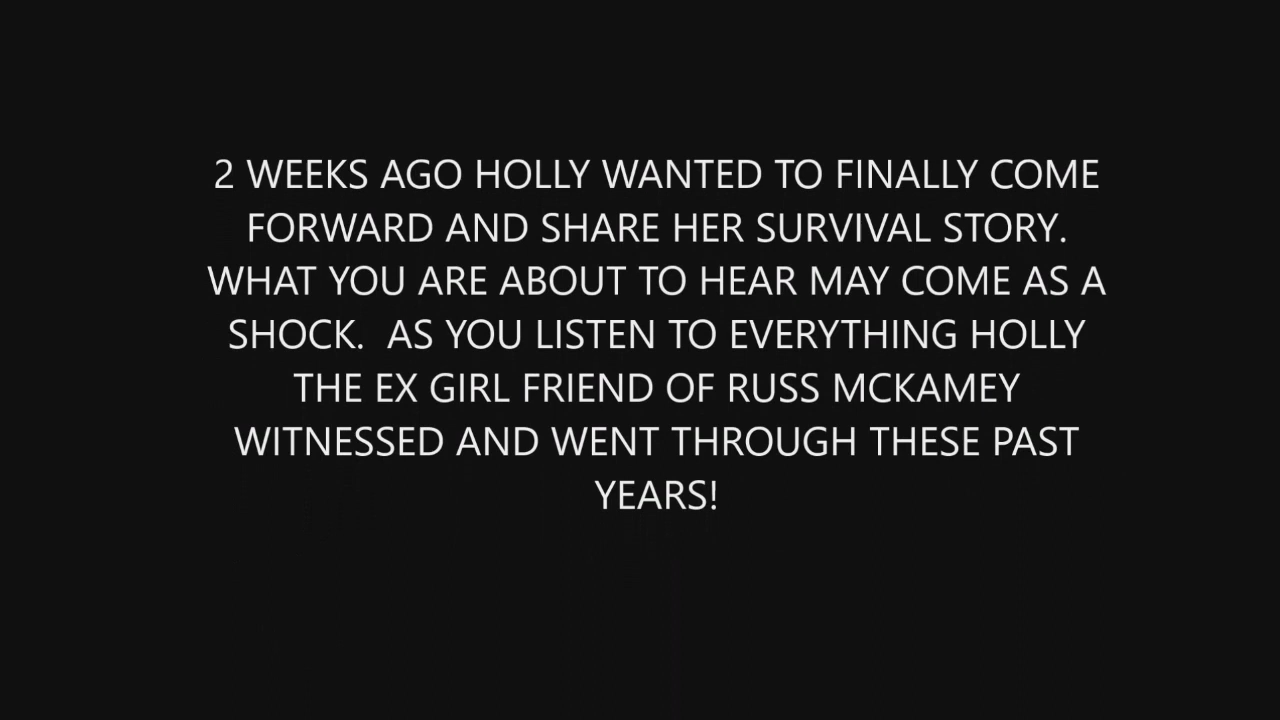 2 WEEKS AGO HOLLY WANTED TO FINALLY COME
FORWARD AND SHARE HER SURVIVAL STORY.
WHAT YOU ARE ABOUT TO HEAR MAY COME AS A
SHOCK.  AS YOU LISTEN TO EVERYTHING HOLLY
THE EX GIRL FRIEND OF RUSS MCKAMEY
WITNESSED AND WENT THROUGH THESE PAST
YEARS!